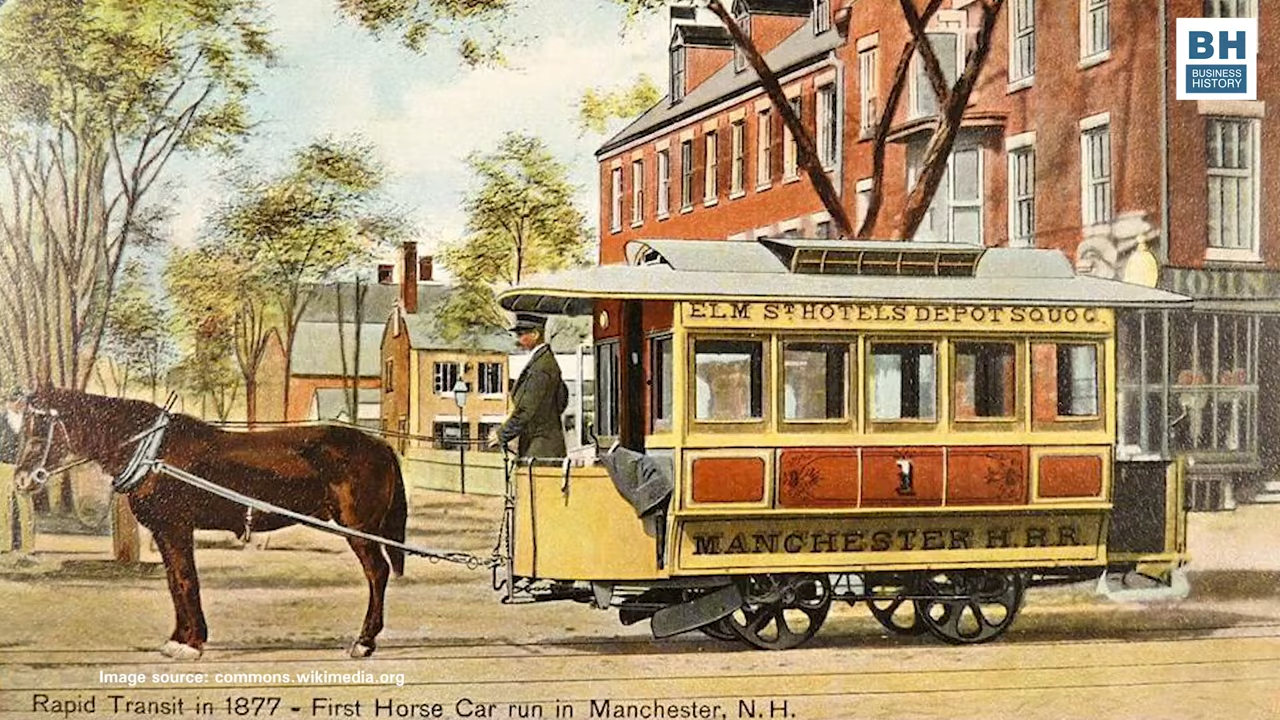 BH
BUSINESS
HISTORY
JOHN
ELM ST HOTELS DEPOT SQUOG.
1
MANCHESTER H.R.R.
Image source: commons.wikimedia.org
Rapid Transit in 1877 - First Horse Car run in Manchester, N.H.